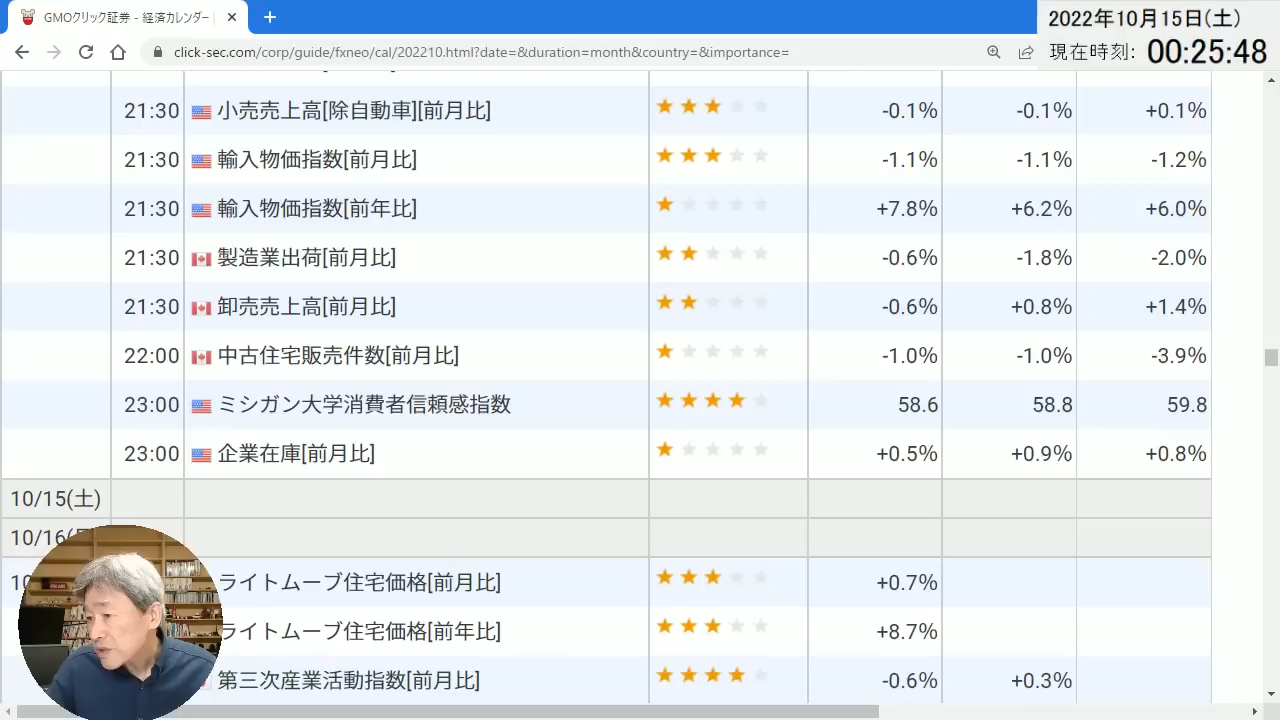 GMOクリック証券 - 経済カレンダー
2022年10月15日(土)
現在時刻: 00:25:48
click-sec.com/corp/guide/fxneo/cal/202210.html?date=&duration=month&country=&importance=
21:30 小売売上高[除自動車][前月比] -0.1% -0.1% +0.1%
21:30 輸入物価指数[前月比] -1.1% -1.1% -1.2%
21:30 輸入物価指数[前年比] +7.8% +6.2% +6.0%
21:30 製造業出荷[前月比] -0.6% -1.8% -2.0%
21:30 卸売売上高[前月比] -0.6% +0.8% +1.4%
22:00 中古住宅販売件数[前月比] -1.0% -1.0% -3.9%
23:00 ミシガン大学消費者信頼感指数 58.6 58.8 59.8
23:00 企業在庫[前月比] +0.5% +0.9% +0.8%
10/15(土)
10/16(
10 ライトムーブ住宅価格[前月比] +0.7%
ライトムーブ住宅価格[前年比] +8.7%
第三次産業活動指数[前月比] -0.6% +0.3%